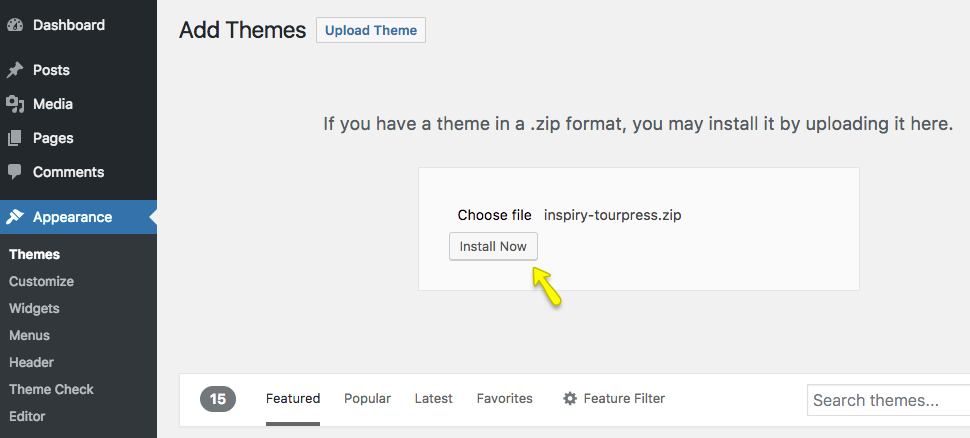 Dashboard
Posts
Media
Pages
Comments
Appearance
Themes
Customize
Widgets
Menus
Header
Theme Check
Editor
Add Themes Upload Theme
If you have a theme in a .zip format, you may install it by uploading it here.
Choose file inspiry-tourpress.zip
Install Now
15 Featured Popular Latest Favorites Feature Filter Search themes...